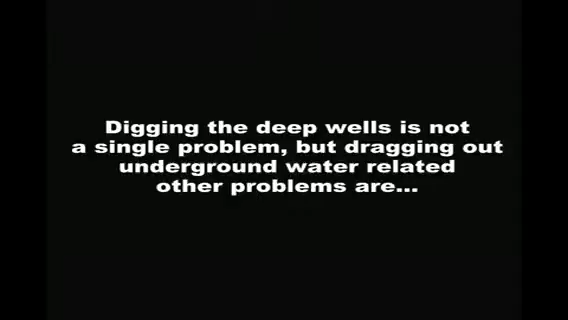 Digging the deep wells is not
a single problem, but dragging out
underground water related
other problems are...